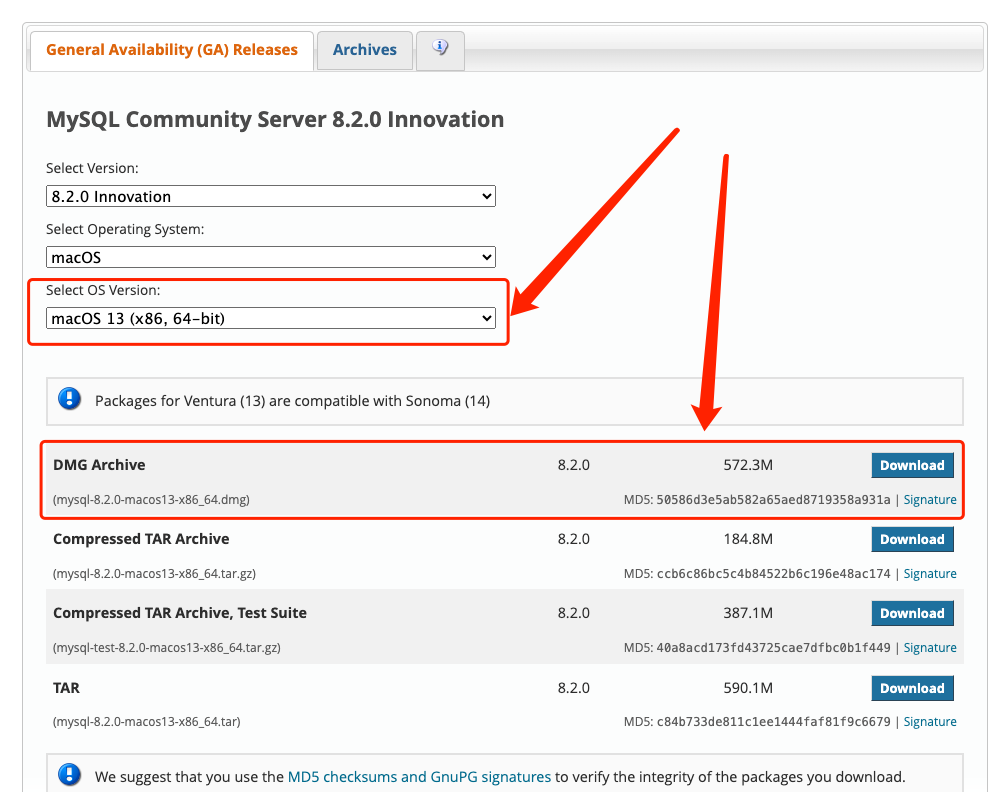 General Availability (GA) Releases Archives
MySQL Community Server 8.2.0 Innovation
Select Version:
8.2.0 Innovation
Select Operating System:
macOS
Select OS Version:
macOS 13 (x86, 64-bit)
Packages for Ventura (13) are compatible with Sonoma (14)
DMG Archive 8.2.0 572.3M Download
(mysql-8.2.0-macos13-x86_64.dmg) MD5: 50586d3e5ab582a65aed8719358a931a | Signature
Compressed TAR Archive 8.2.0 184.8M Download
(mysql-8.2.0-macos13-x86_64.tar.gz) MD5: ccb6c86bc5c4b84522b6c196e48ac174 | Signature
Compressed TAR Archive, Test Suite 8.2.0 387.1M Download
(mysql-test-8.2.0-macos13-x86_64.tar.gz) MD5: 40a8acd173fd43725cae7dfbc0b1f449 | Signature
TAR 8.2.0 590.1M Download
(mysql-8.2.0-macos13-x86_64.tar) MD5: c84b733de811c1ee1444faf81f9c6679 | Signature
We suggest that you use the MD5 checksums and GnuPG signatures to verify the integrity of the packages you download.